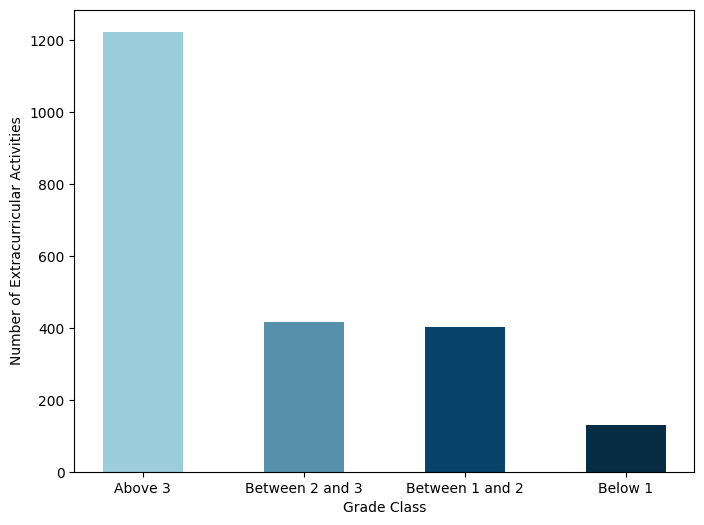 Number of Extracurricular Activities
1200
1000
800
600
400
200
0
Above 3
Between 2 and 3
Between 1 and 2
Below 1
Grade Class